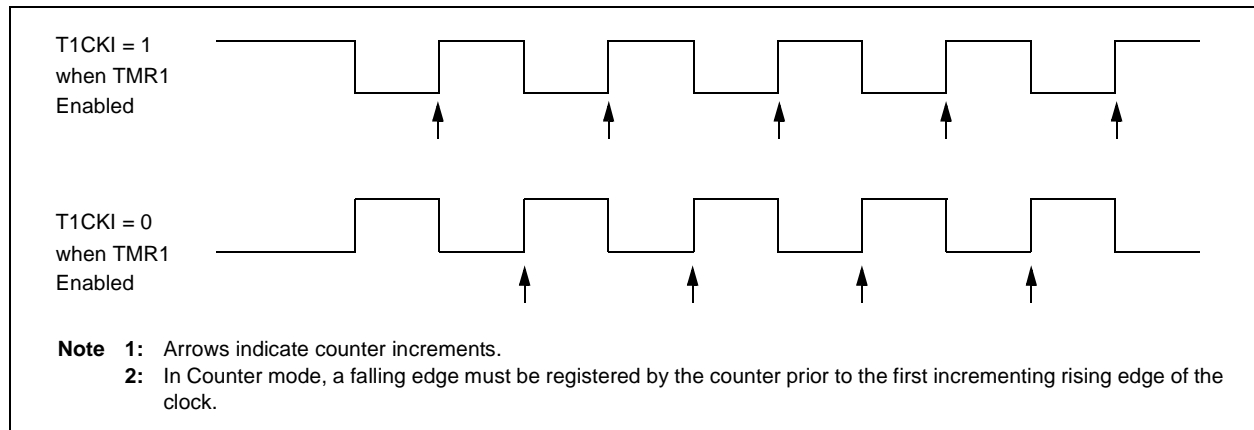 T1CKI = 1
when TMR1
Enabled
T1CKI = 0
when TMR1
Enabled
Note 1: Arrows indicate counter increments.
2: In Counter mode, a falling edge must be registered by the counter prior to the first incrementing rising edge of the
clock.